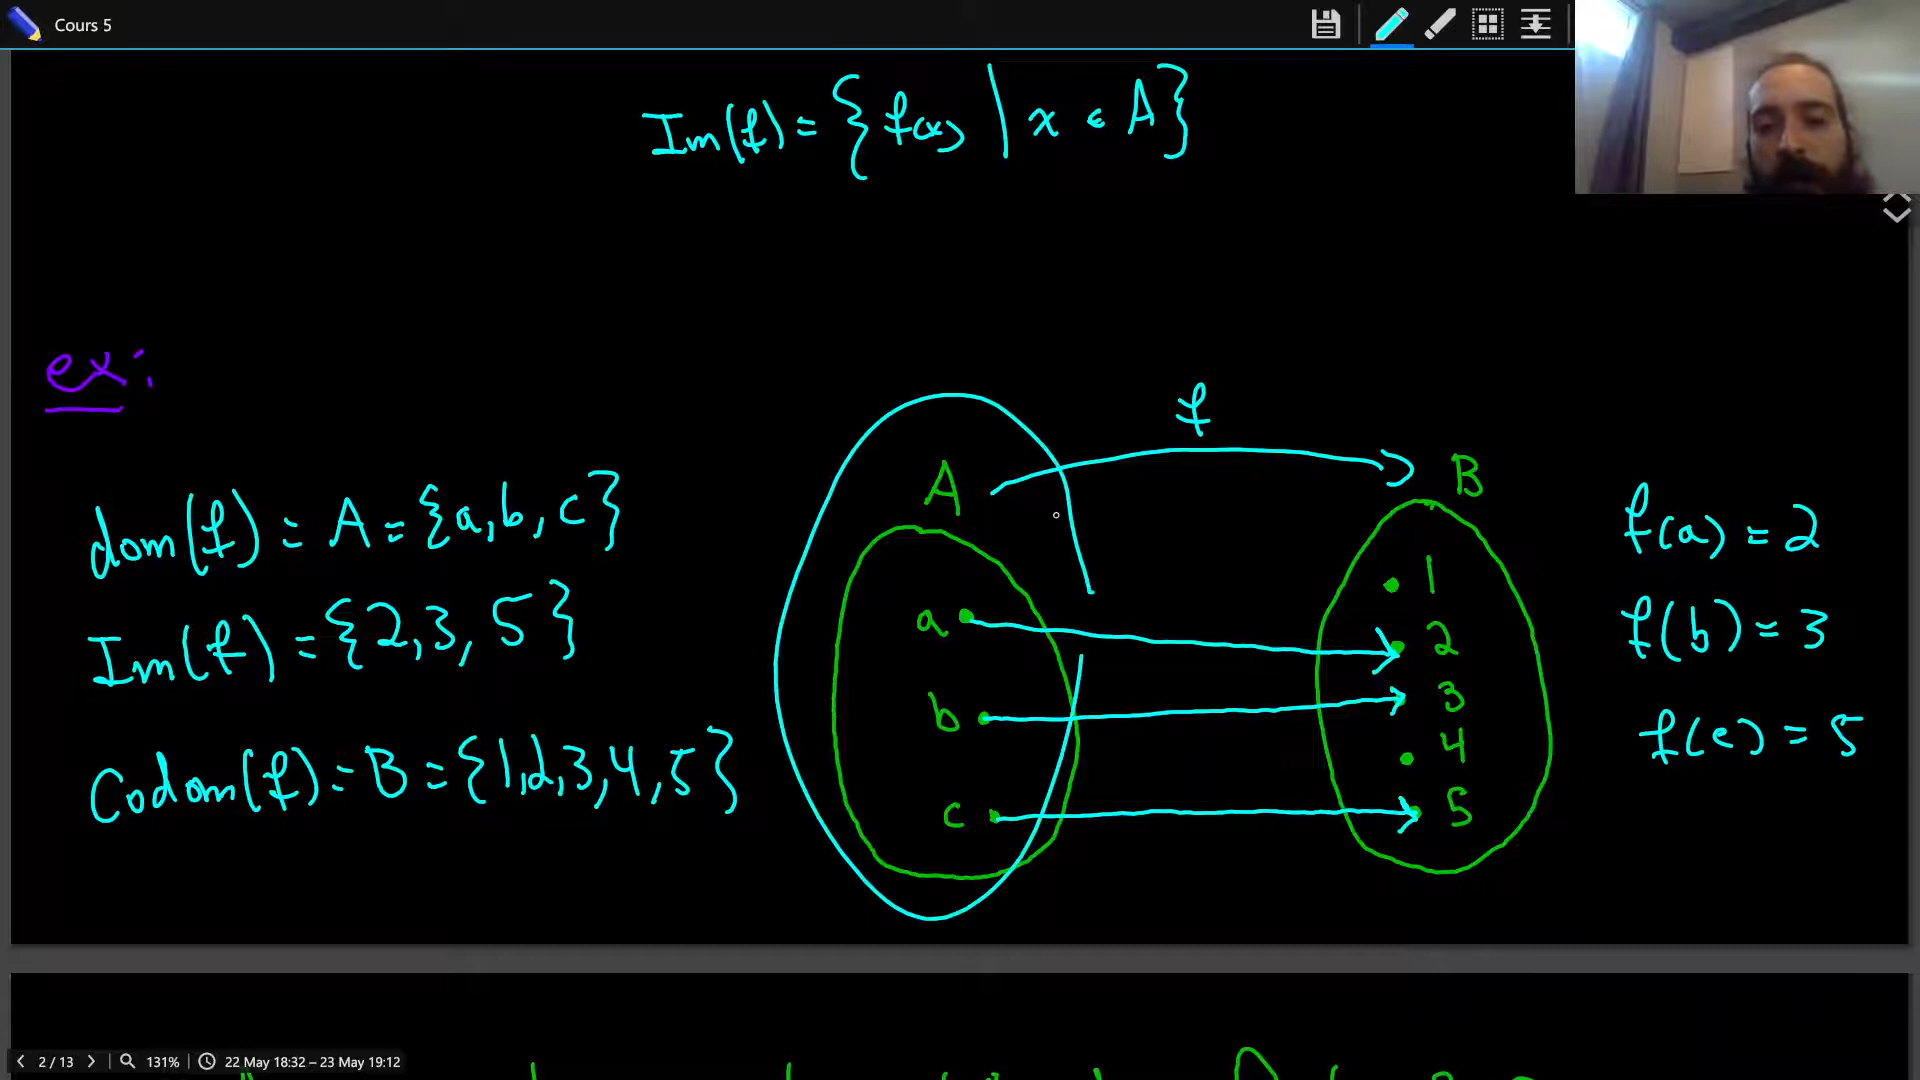 Cours 5
Im(f) = {f(x) | x ∈ A}
ex:
f
A
B
dom(f) = A = {a, b, c}
Im(f) = {2, 3, 5}
Codom(f) = B = {1, 2, 3, 4, 5}
a
b
c
1
2
3
4
5
f(a) = 2
f(b) = 3
f(c) = 5
2 / 13
131%
22 May 18:32 – 23 May 19:12